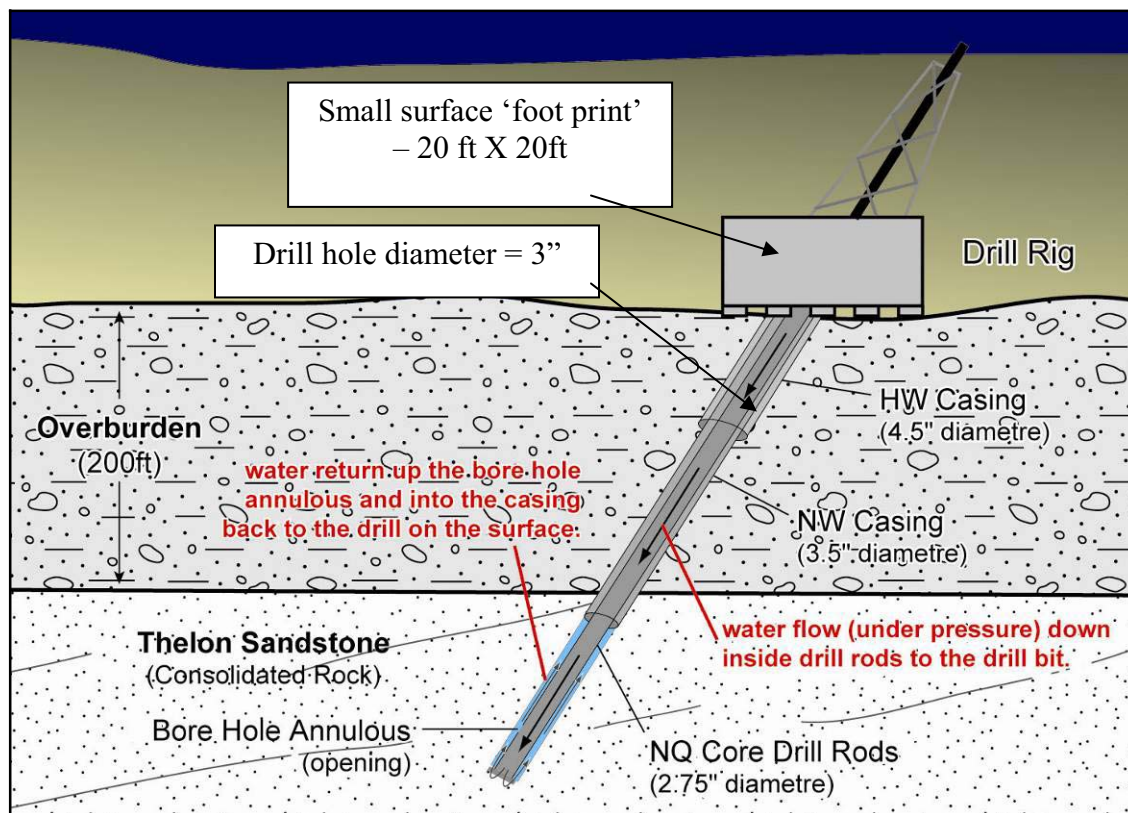 Small surface ‘foot print’
– 20 ft X 20ft
Drill hole diameter = 3”
Drill Rig
HW Casing
(4.5" diametre)
Overburden
(200ft)
water return up the bore hole
annulous and into the casing
back to the drill on the surface.
NW Casing
(3.5" diametre)
water flow (under pressure) down
inside drill rods to the drill bit.
Thelon Sandstone
(Consolidated Rock)
Bore Hole Annulous
(opening)
NQ Core Drill Rods
(2.75" diametre)